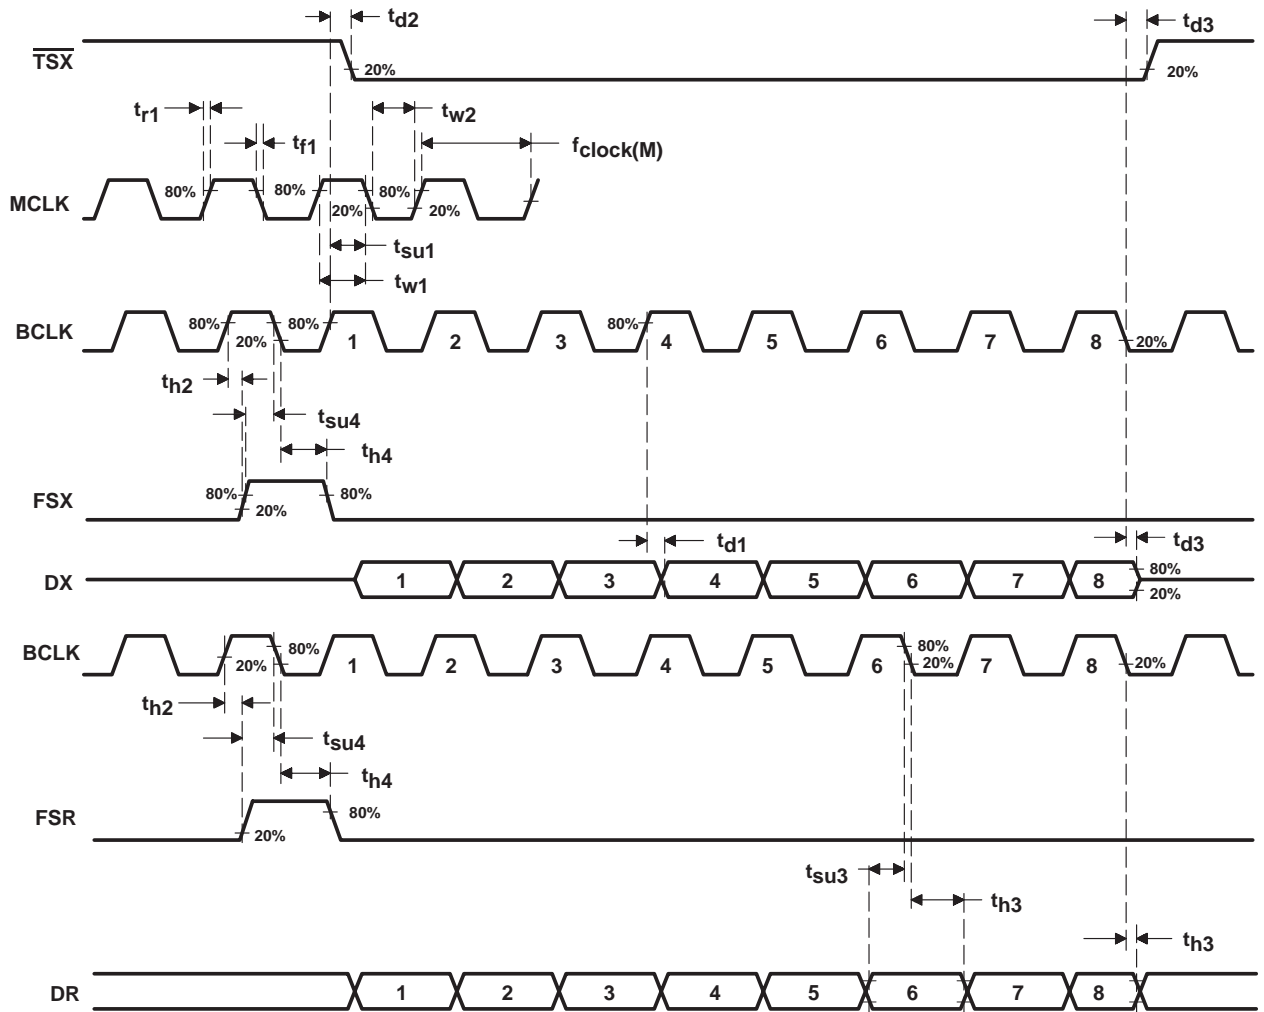 td2
td3
TSX
20%
20%
tr1
tf1
tw2
fclock(M)
MCLK
80%
80%
20%
80%
20%
tsu1
tw1
BCLK
80%
20%
80%
1
2
3
80%
4
5
6
7
8
20%
th2
tsu4
th4
FSX
80%
20%
80%
td1
td3
DX
1
2
3
4
5
6
7
8
80%
20%
BCLK
20%
80%
1
2
3
4
5
6
80%
20%
7
8
20%
th2
tsu4
th4
FSR
20%
80%
tsu3
th3
th3
DR
1
2
3
4
5
6
7
8